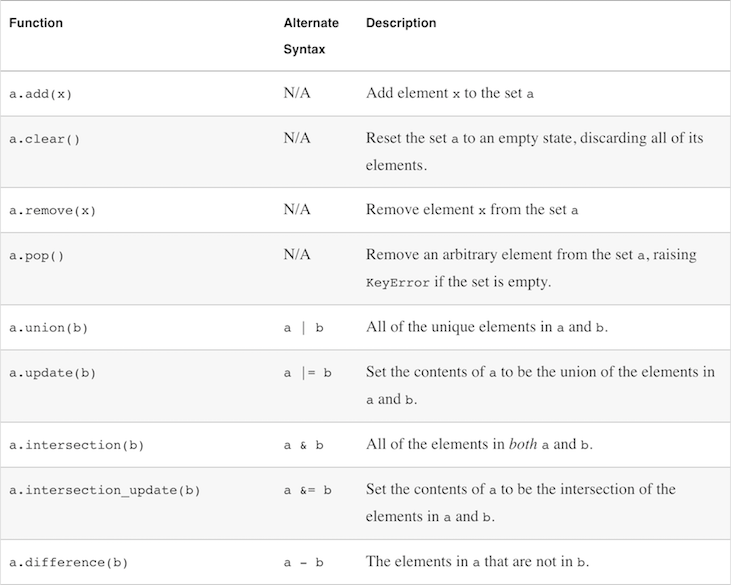 Function Alternate Description
Syntax
a.add(x) N/A Add element x to the set a
a.clear() N/A Reset the set a to an empty state, discarding all of its
elements.
a.remove(x) N/A Remove element x from the set a
a.pop() N/A Remove an arbitrary element from the set a, raising
KeyError if the set is empty.
a.union(b) a | b All of the unique elements in a and b.
a.update(b) a |= b Set the contents of a to be the union of the elements in
a and b.
a.intersection(b) a & b All of the elements in both a and b.
a.intersection_update(b) a &= b Set the contents of a to be the intersection of the
elements in a and b.
a.difference(b) a - b The elements in a that are not in b.